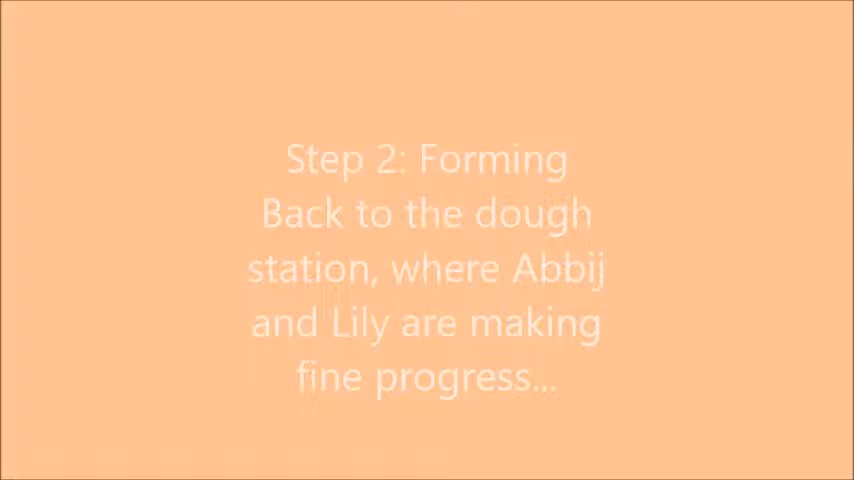 Step 2: Forming
Back to the dough
station, where Abbij
and Lily are making
fine progress...